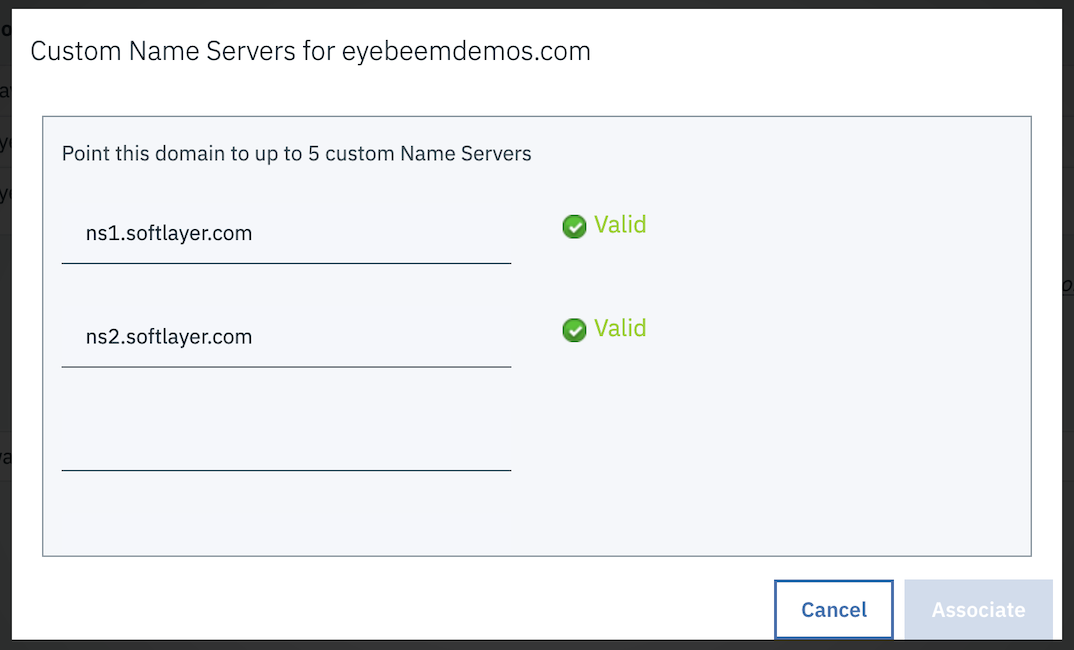 Custom Name Servers for eyebeemdemos.com
Point this domain to up to 5 custom Name Servers
ns1.softlayer.com
Valid
ns2.softlayer.com
Valid
Cancel
Associate